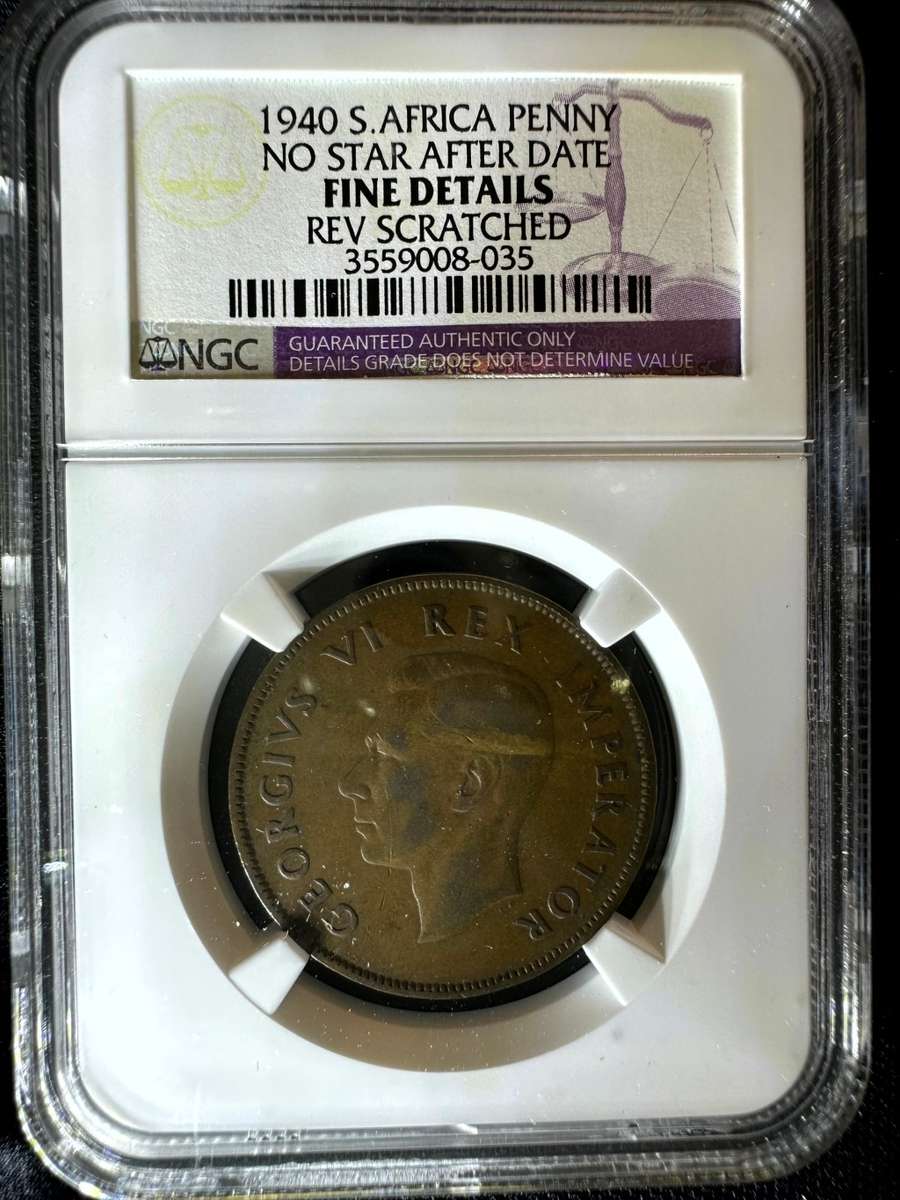 1940 S.AFRICA PENNY
NO STAR AFTER DATE
FINE DETAILS
REV SCRATCHED
3559008-035
NGC
NGC
GUARANTEED AUTHENTIC ONLY
DETAILS GRADE DOES NOT DETERMINE VALUE
GEORGIVS VI REX IMPERATOR